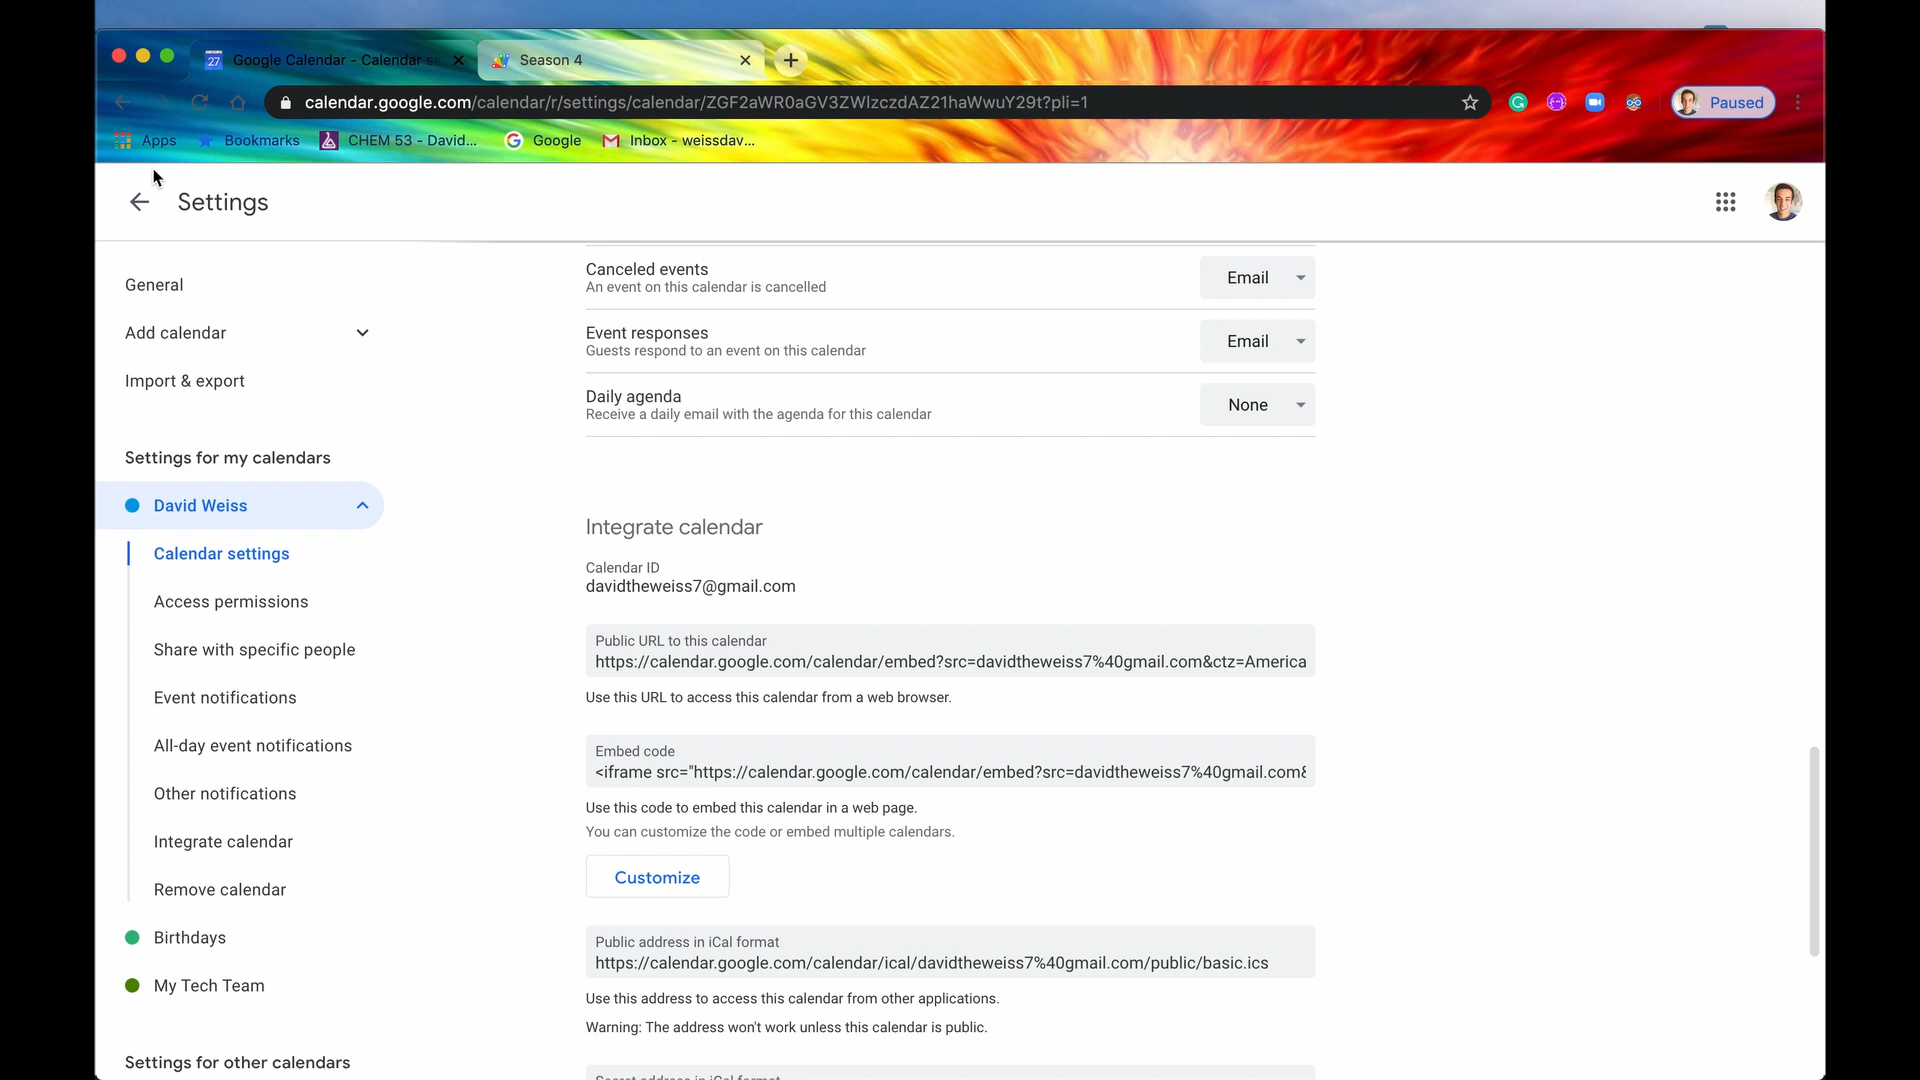 27
Google Calendar - Calendar se
Season 4
calendar.google.com/calendar/r/settings/calendar/ZGF2aWR0aGV3ZWlzczdAZ21haWwuY29t?pli=1
Paused
Apps
Bookmarks
CHEM 53 - David...
Google
Inbox - weissdav...
Settings
General
Add calendar
Import & export
Settings for my calendars
David Weiss
Calendar settings
Access permissions
Share with specific people
Event notifications
All-day event notifications
Other notifications
Integrate calendar
Remove calendar
Birthdays
My Tech Team
Settings for other calendars
Canceled events
An event on this calendar is cancelled
Email
Event responses
Guests respond to an event on this calendar
Email
Daily agenda
Receive a daily email with the agenda for this calendar
None
Integrate calendar
Calendar ID
davidtheweiss7@gmail.com
Public URL to this calendar
https://calendar.google.com/calendar/embed?src=davidtheweiss7%40gmail.com&ctz=America
Use this URL to access this calendar from a web browser.
Embed code
<iframe src="https://calendar.google.com/calendar/embed?src=davidtheweiss7%40gmail.com&
Use this code to embed this calendar in a web page.
You can customize the code or embed multiple calendars.
Customize
Public address in iCal format
https://calendar.google.com/calendar/ical/davidtheweiss7%40gmail.com/public/basic.ics
Use this address to access this calendar from other applications.
Warning: The address won't work unless this calendar is public.
Secret address in iCal format